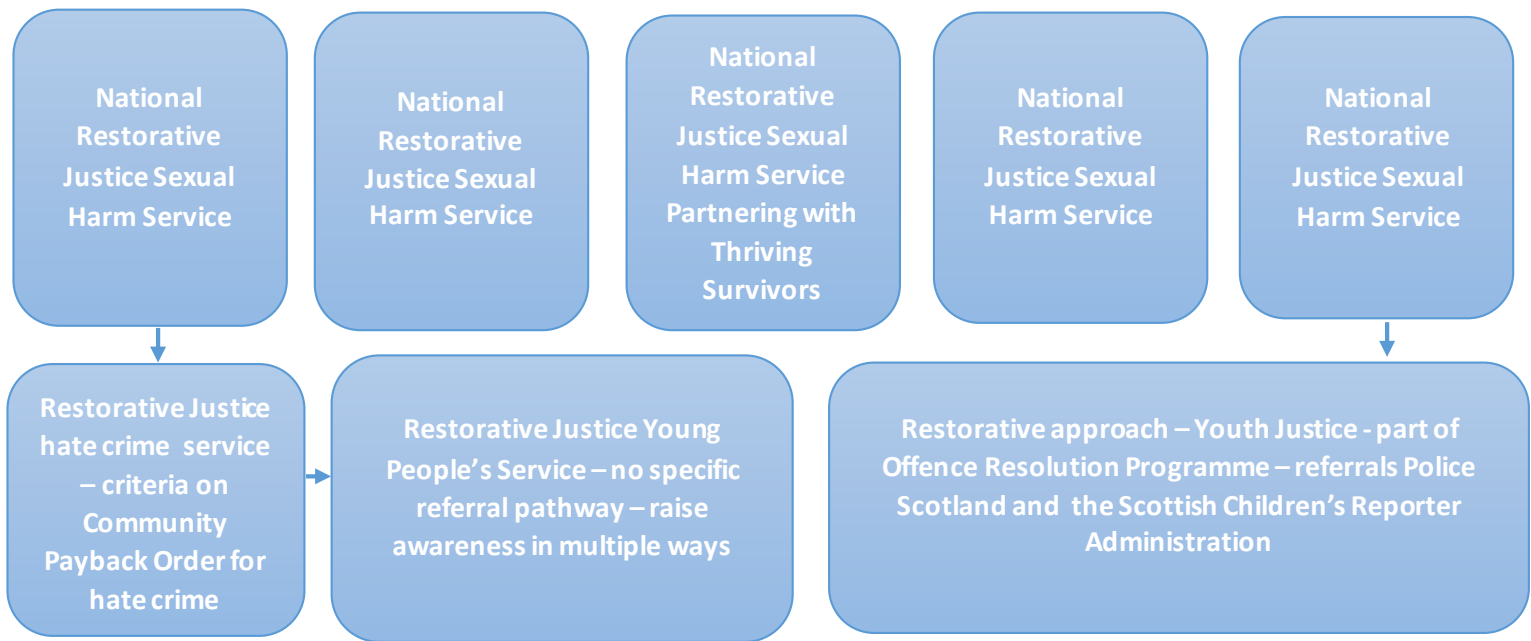 National
Restorative
Justice Sexual
Harm Service
National
Restorative
Justice Sexual
Harm Service
National
Restorative
Justice Sexual
Harm Service
Partnering with
Thriving
Survivors
National
Restorative
Justice Sexual
Harm Service
National
Restorative
Justice Sexual
Harm Service
Restorative Justice
hate crime service
– criteria on
Community
Payback Order for
hate crime
Restorative Justice Young
People’s Service – no specific
referral pathway – raise
awareness in multiple ways
Restorative approach – Youth Justice - part of
Offence Resolution Programme – referrals Police
Scotland and the Scottish Children’s Reporter
Administration